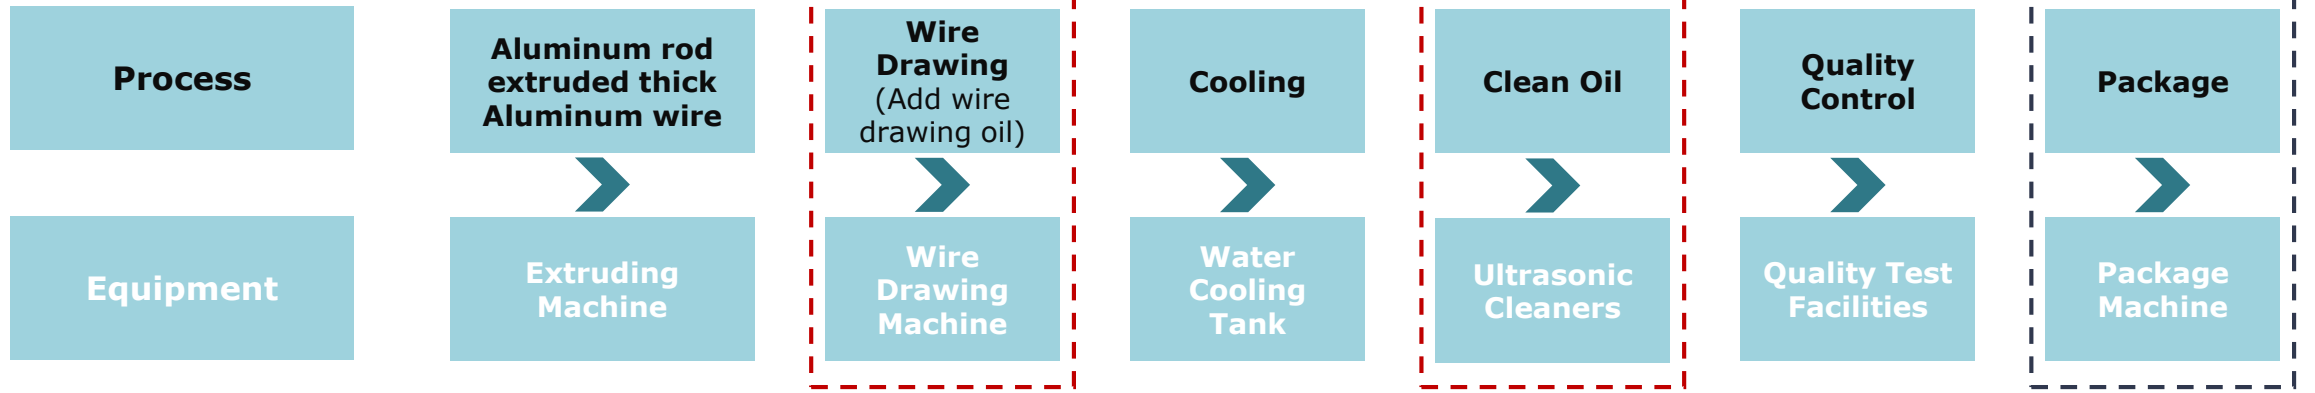 Process
Aluminum rod
extruded thick
Aluminum wire
Wire
Drawing
(Add wire
drawing oil)
Cooling
Clean Oil
Quality
Control
Package
Equipment
Extruding
Machine
Wire
Drawing
Machine
Water
Cooling
Tank
Ultrasonic
Cleaners
Quality Test
Facilities
Package
Machine